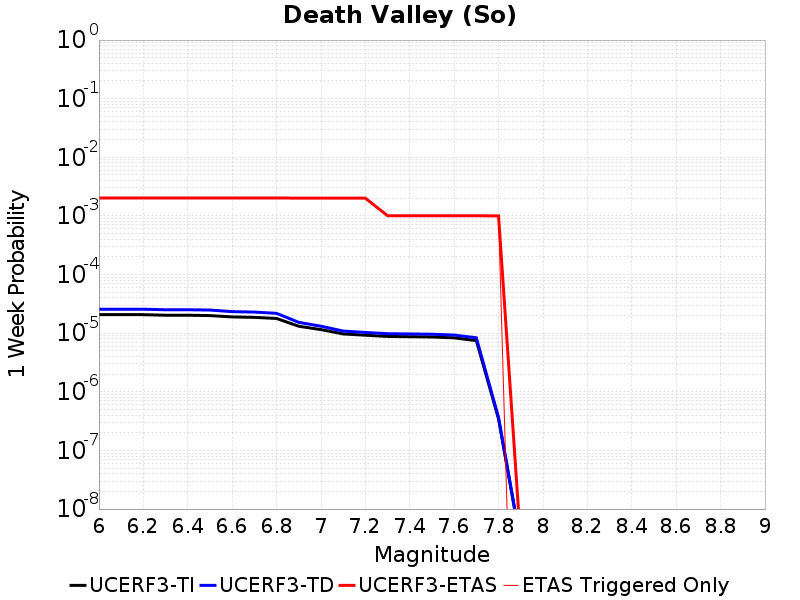 Death Valley (So)
1 Week Probability
10^0
10^-1
10^-2
10^-3
10^-4
10^-5
10^-6
10^-7
10^-8
6 6.2 6.4 6.6 6.8 7 7.2 7.4 7.6 7.8 8 8.2 8.4 8.6 8.8 9
Magnitude
UCERF3-TI UCERF3-TD UCERF3-ETAS ETAS Triggered Only